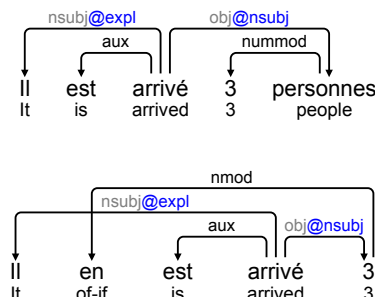 nsubj@expl obj@nsubj
aux nummod
Il est arrivé 3 personnes
It is arrived 3 people
nmod
nsubj@expl
aux obj@nsubj
Il en est arrivé 3
It of-if is arrived 3